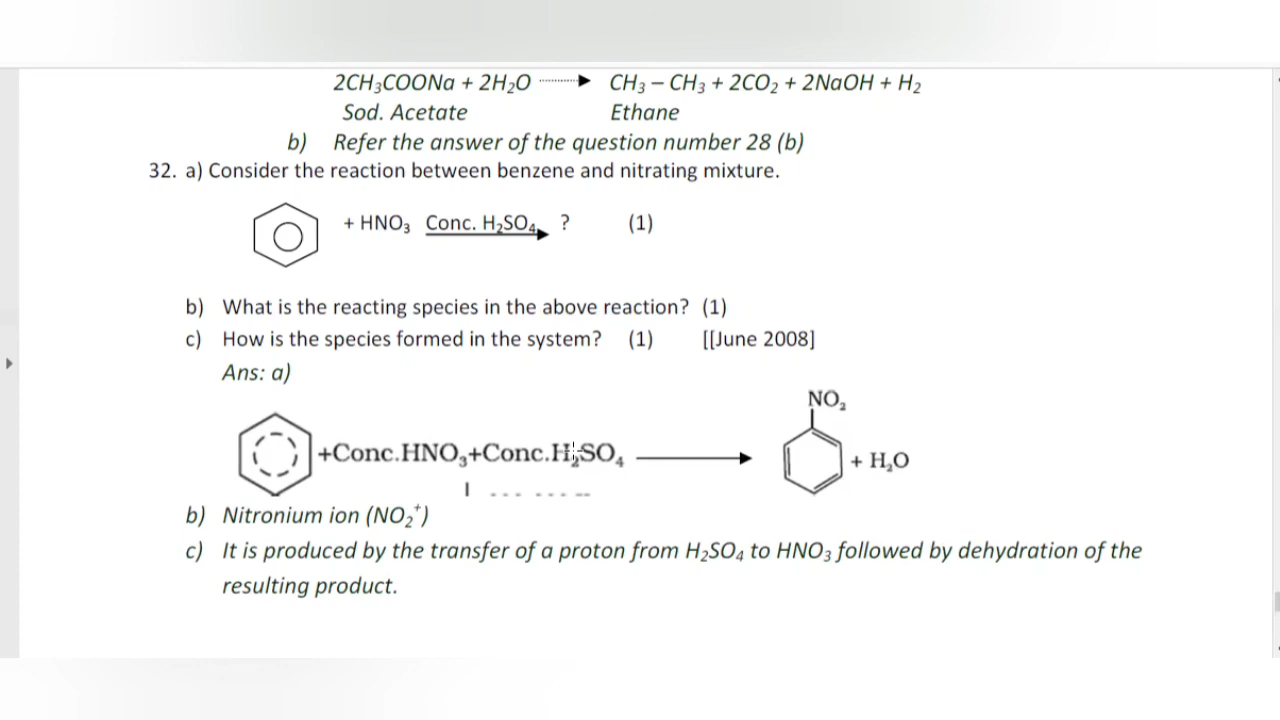 2CH₃COONa + 2H₂O ⟶ CH₃ – CH₃ + 2CO₂ + 2NaOH + H₂
Sod. Acetate Ethane
b) Refer the answer of the question number 28 (b)
32. a) Consider the reaction between benzene and nitrating mixture.
+ HNO₃ Conc. H₂SO₄ ⟶ ? (1)
b) What is the reacting species in the above reaction? (1)
c) How is the species formed in the system? (1) [[June 2008]
Ans: a)
NO₂
+Conc.HNO₃+Conc.H₂SO₄ ⟶ + H₂O
b) Nitronium ion (NO₂⁺)
c) It is produced by the transfer of a proton from H₂SO₄ to HNO₃ followed by dehydration of the
resulting product.